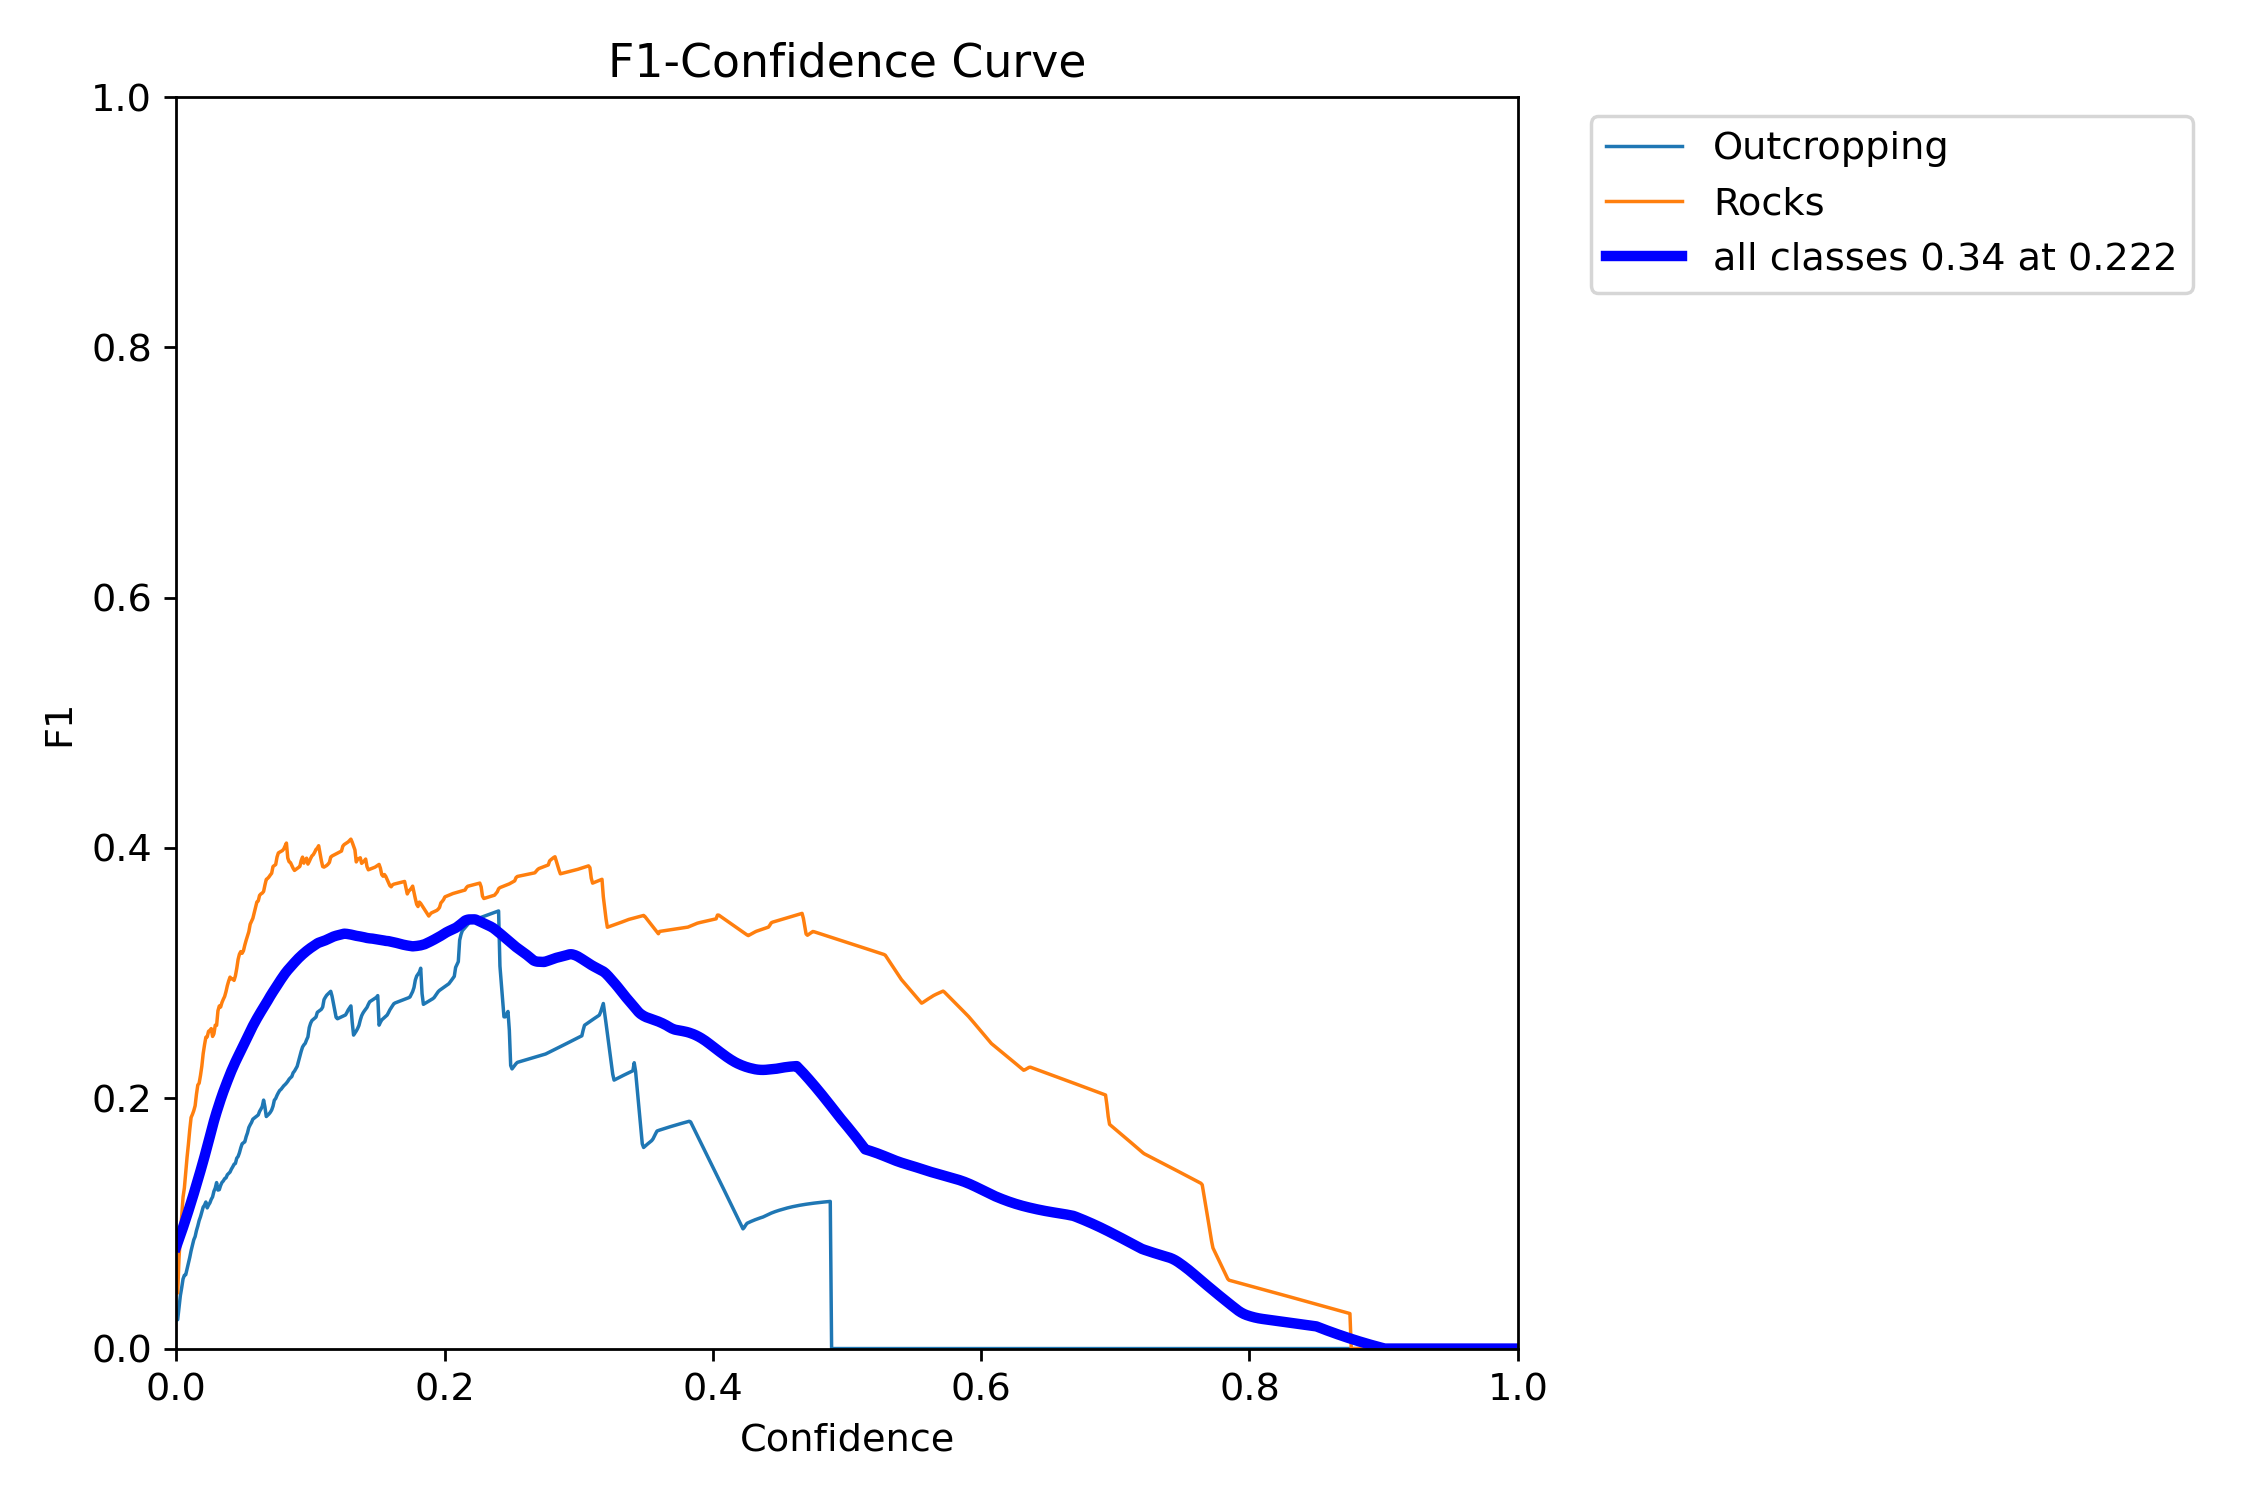 F1-Confidence Curve
1.0
0.8
0.6
0.4
0.2
0.0
F1
0.0 0.2 0.4 0.6 0.8 1.0
Confidence
Outcropping
Rocks
all classes 0.34 at 0.222